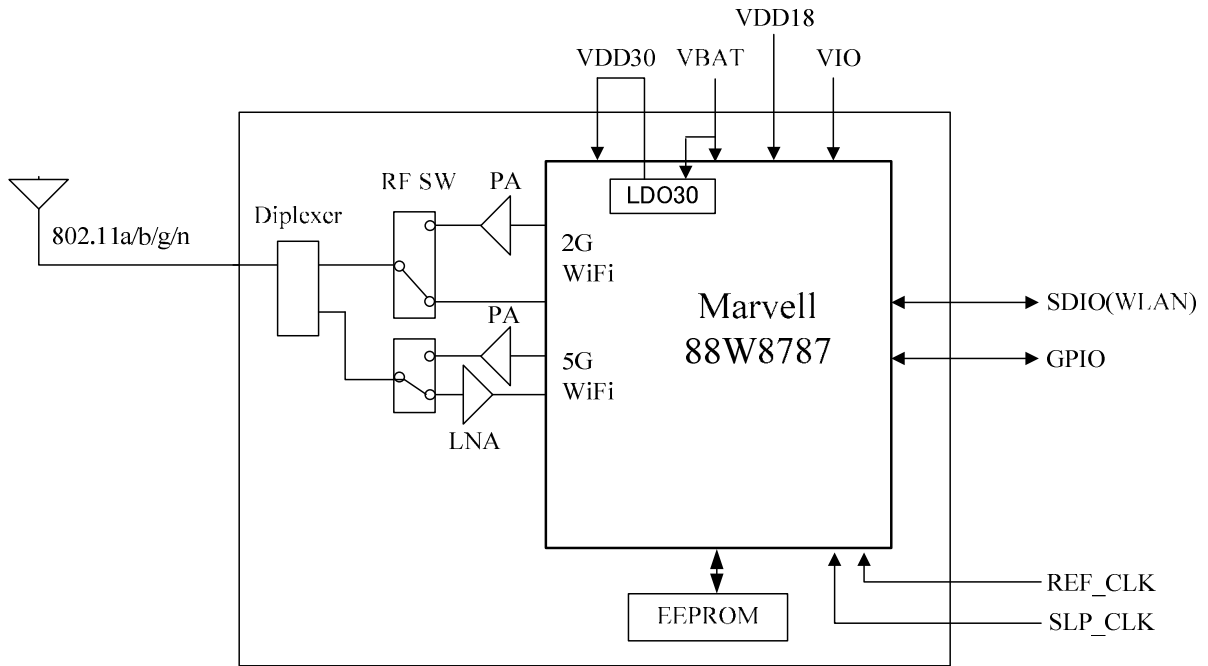 VDD18
VDD30
VBAT
VIO
RF SW
PA
LDO30
Diplexer
802.11a/b/g/n
2G
WiFi
Marvell
88W8787
SDIO(WLAN)
PA
5G
WiFi
GPIO
LNA
REF_CLK
EEPROM
SLP_CLK